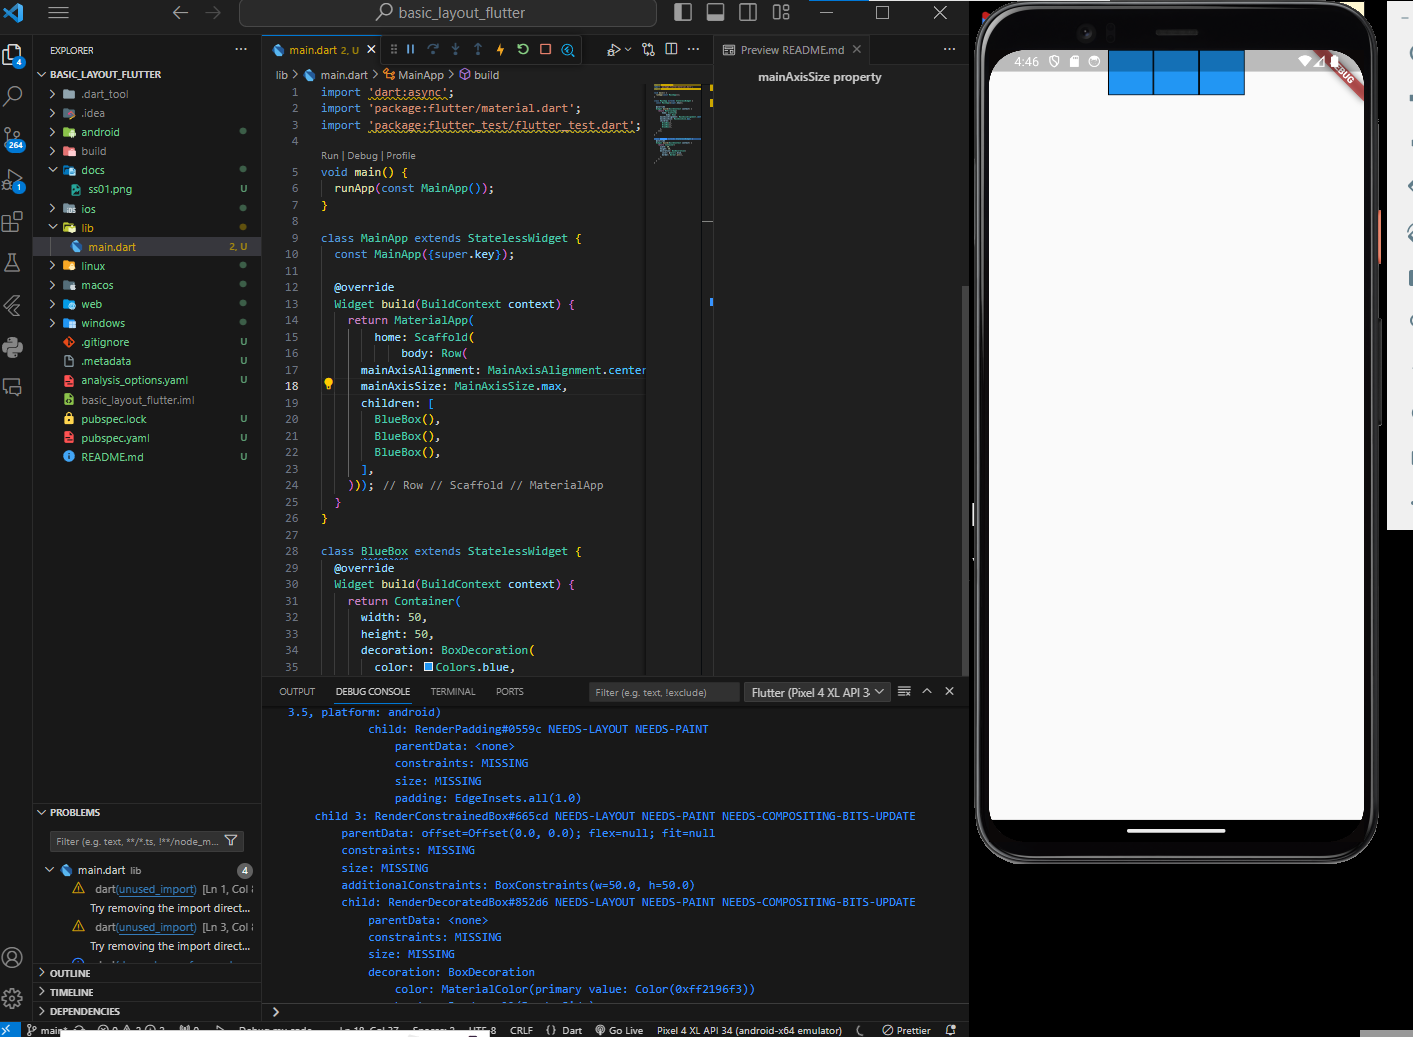 basic_layout_flutter
EXPLORER
BASIC_LAYOUT_FLUTTER
.dart_tool
.idea
android
build
docs
ss01.png U
ios
lib
main.dart 2, U
linux
macos
web
windows
.gitignore U
.metadata U
analysis_options.yaml U
basic_layout_flutter.iml
pubspec.lock U
pubspec.yaml U
README.md U
4
264
1
PROBLEMS
Filter (e.g. text, **/*.ts, !**/node_m...
main.dart lib 4
dart(unused_import) [Ln 1, Col
Try removing the import direct...
dart(unused_import) [Ln 3, Col
Try removing the import direct...
OUTLINE
TIMELINE
DEPENDENCIES
main.dart 2, U
lib > main.dart > MainApp > build
1 import 'dart:async';
2 import 'package:flutter/material.dart';
3 import 'package:flutter_test/flutter_test.dart';
4
Run | Debug | Profile
5 void main() {
6 runApp(const MainApp());
7 }
8
9 class MainApp extends StatelessWidget {
10 const MainApp({super.key});
11
12 @override
13 Widget build(BuildContext context) {
14 return MaterialApp(
15 home: Scaffold(
16 body: Row(
17 mainAxisAlignment: MainAxisAlignment.center
18 mainAxisSize: MainAxisSize.max,
19 children: [
20 BlueBox(),
21 BlueBox(),
22 BlueBox(),
23 ],
24 ))); // Row // Scaffold // MaterialApp
25 }
26 }
27
28 class BlueBox extends StatelessWidget {
29 @override
30 Widget build(BuildContext context) {
31 return Container(
32 width: 50,
33 height: 50,
34 decoration: BoxDecoration(
35 color: Colors.blue,
Preview README.md
mainAxisSize property
OUTPUT DEBUG CONSOLE TERMINAL PORTS
Filter (e.g. text, !exclude)
Flutter (Pixel 4 XL API 3
3.5, platform: android)
child: RenderPadding#0559c NEEDS-LAYOUT NEEDS-PAINT
parentData: <none>
constraints: MISSING
size: MISSING
padding: EdgeInsets.all(1.0)
child 3: RenderConstrainedBox#665cd NEEDS-LAYOUT NEEDS-PAINT NEEDS-COMPOSITING-BITS-UPDATE
parentData: offset=Offset(0.0, 0.0); flex=null; fit=null
constraints: MISSING
size: MISSING
additionalConstraints: BoxConstraints(w=50.0, h=50.0)
child: RenderDecoratedBox#852d6 NEEDS-LAYOUT NEEDS-PAINT NEEDS-COMPOSITING-BITS-UPDATE
parentData: <none>
constraints: MISSING
size: MISSING
decoration: BoxDecoration
color: MaterialColor(primary value: Color(0xff2196f3))
CRLF {} Dart Go Live Pixel 4 XL API 34 (android-x64 emulator) Prettier
4:46
DEBUG